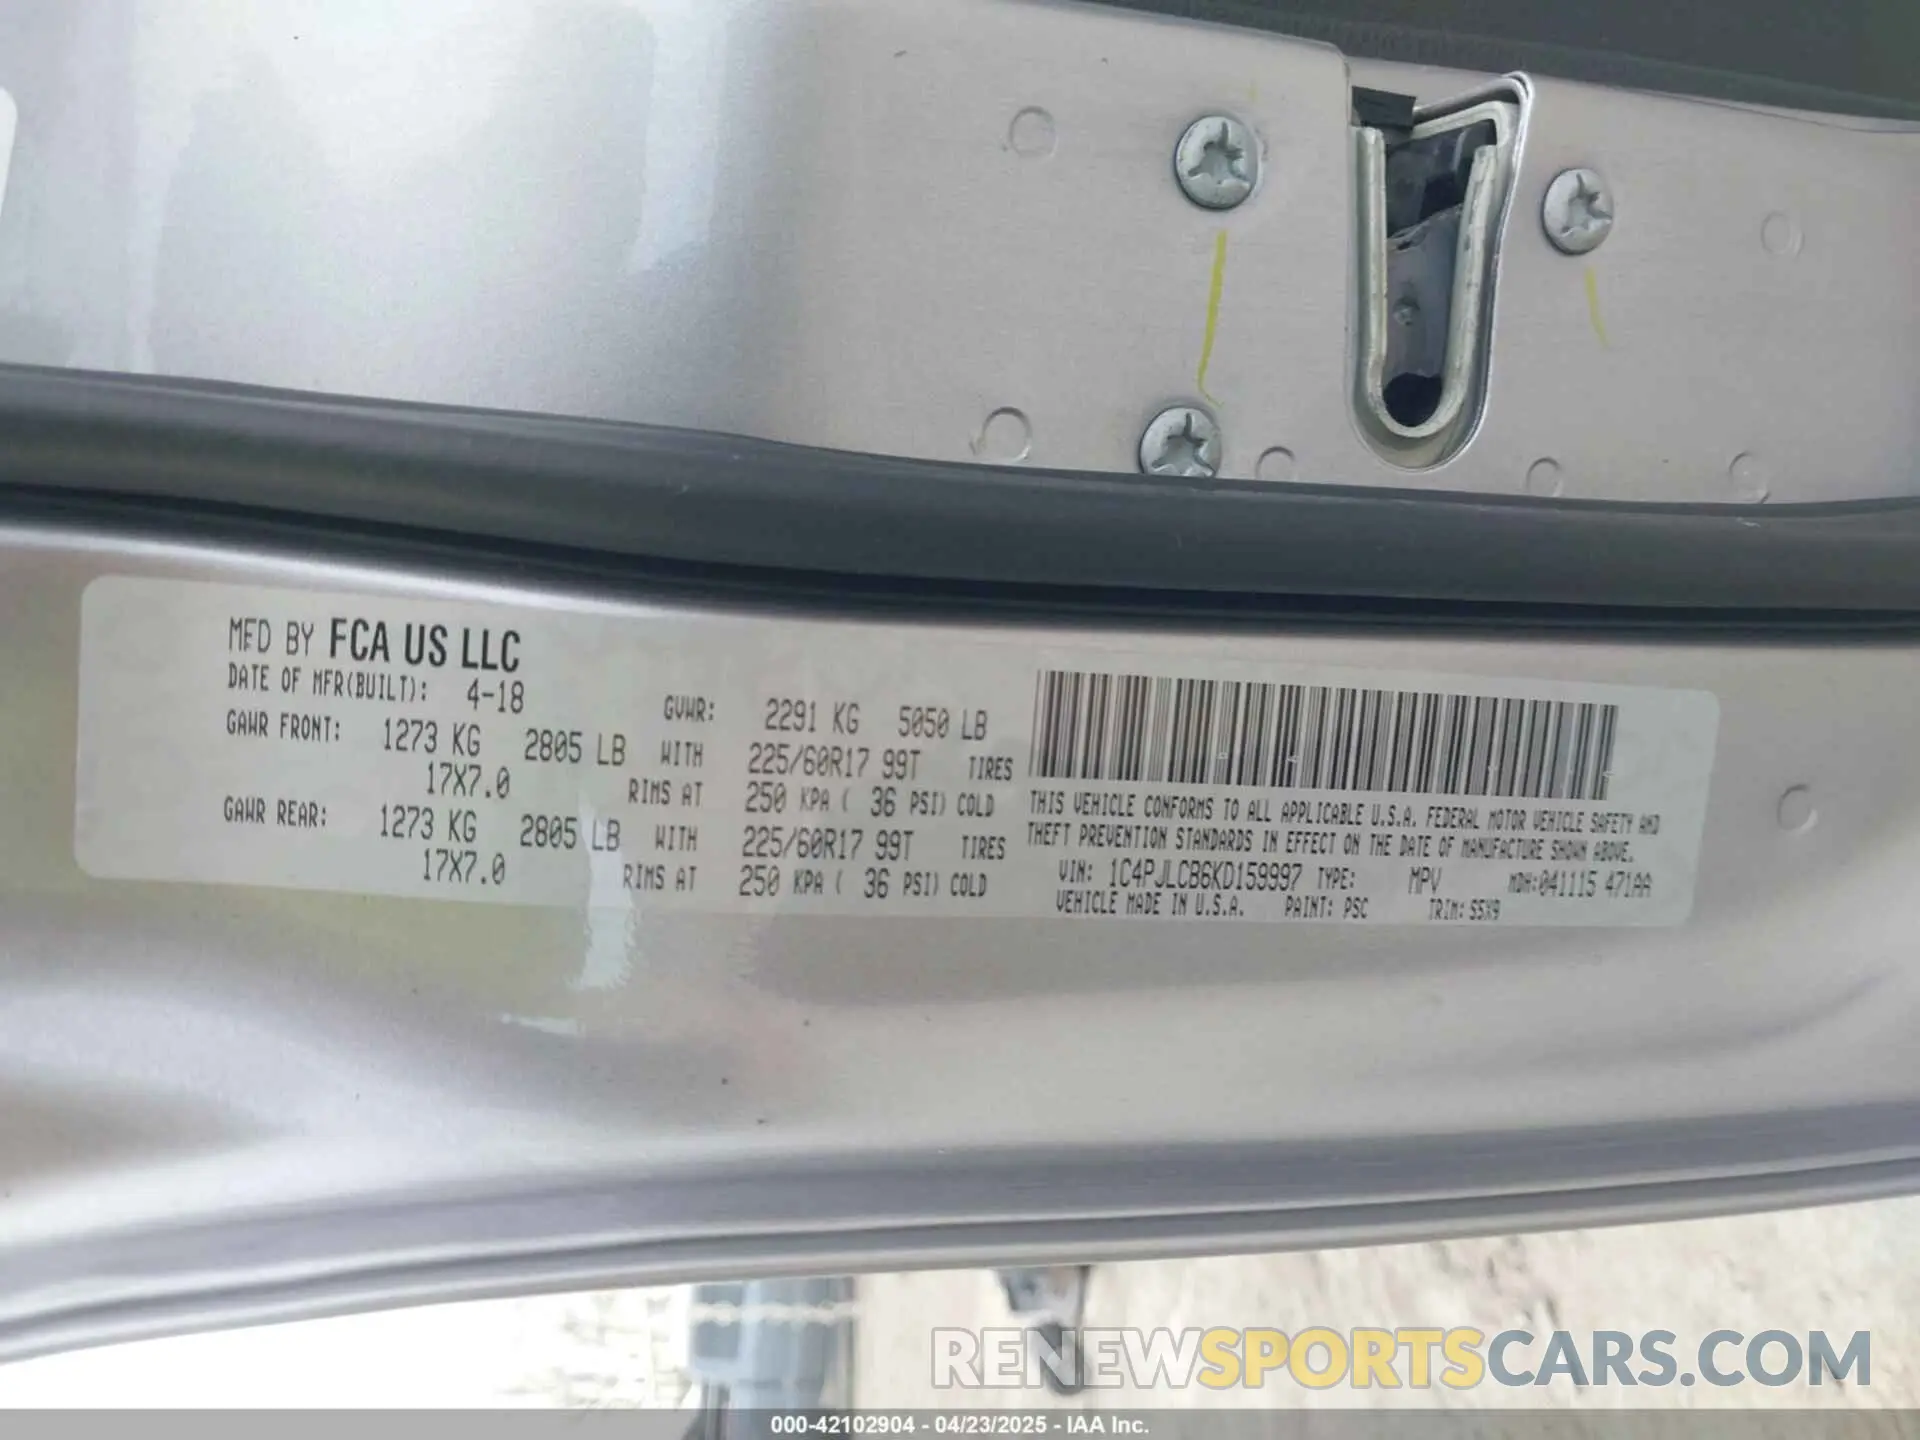 MFD BY FCA US LLC
DATE OF MFR(BUILT): 4-18 GVWR: 2291 KG 5050 LB
GAWR FRONT: 1273 KG 2805 LB WITH 225/60R17 99T TIRES
17X7.0 RIMS AT 250 KPA ( 36 PSI) COLD
GAWR REAR: 1273 KG 2805 LB WITH 225/60R17 99T TIRES
17X7.0 RIMS AT 250 KPA ( 36 PSI) COLD
THIS VEHICLE CONFORMS TO ALL APPLICABLE U.S.A. FEDERAL MOTOR VEHICLE SAFETY AND
THEFT PREVENTION STANDARDS IN EFFECT ON THE DATE OF MANUFACTURE SHOWN ABOVE.
VIN: 1C4PJLCB6KD159997 TYPE: MPV MDH:041115 471AA
VEHICLE MADE IN U.S.A. PAINT: PSC TRIM: S5X9
RENEWSPORTSCARS.COM
000-42102904 - 04/23/2025 - IAA Inc.